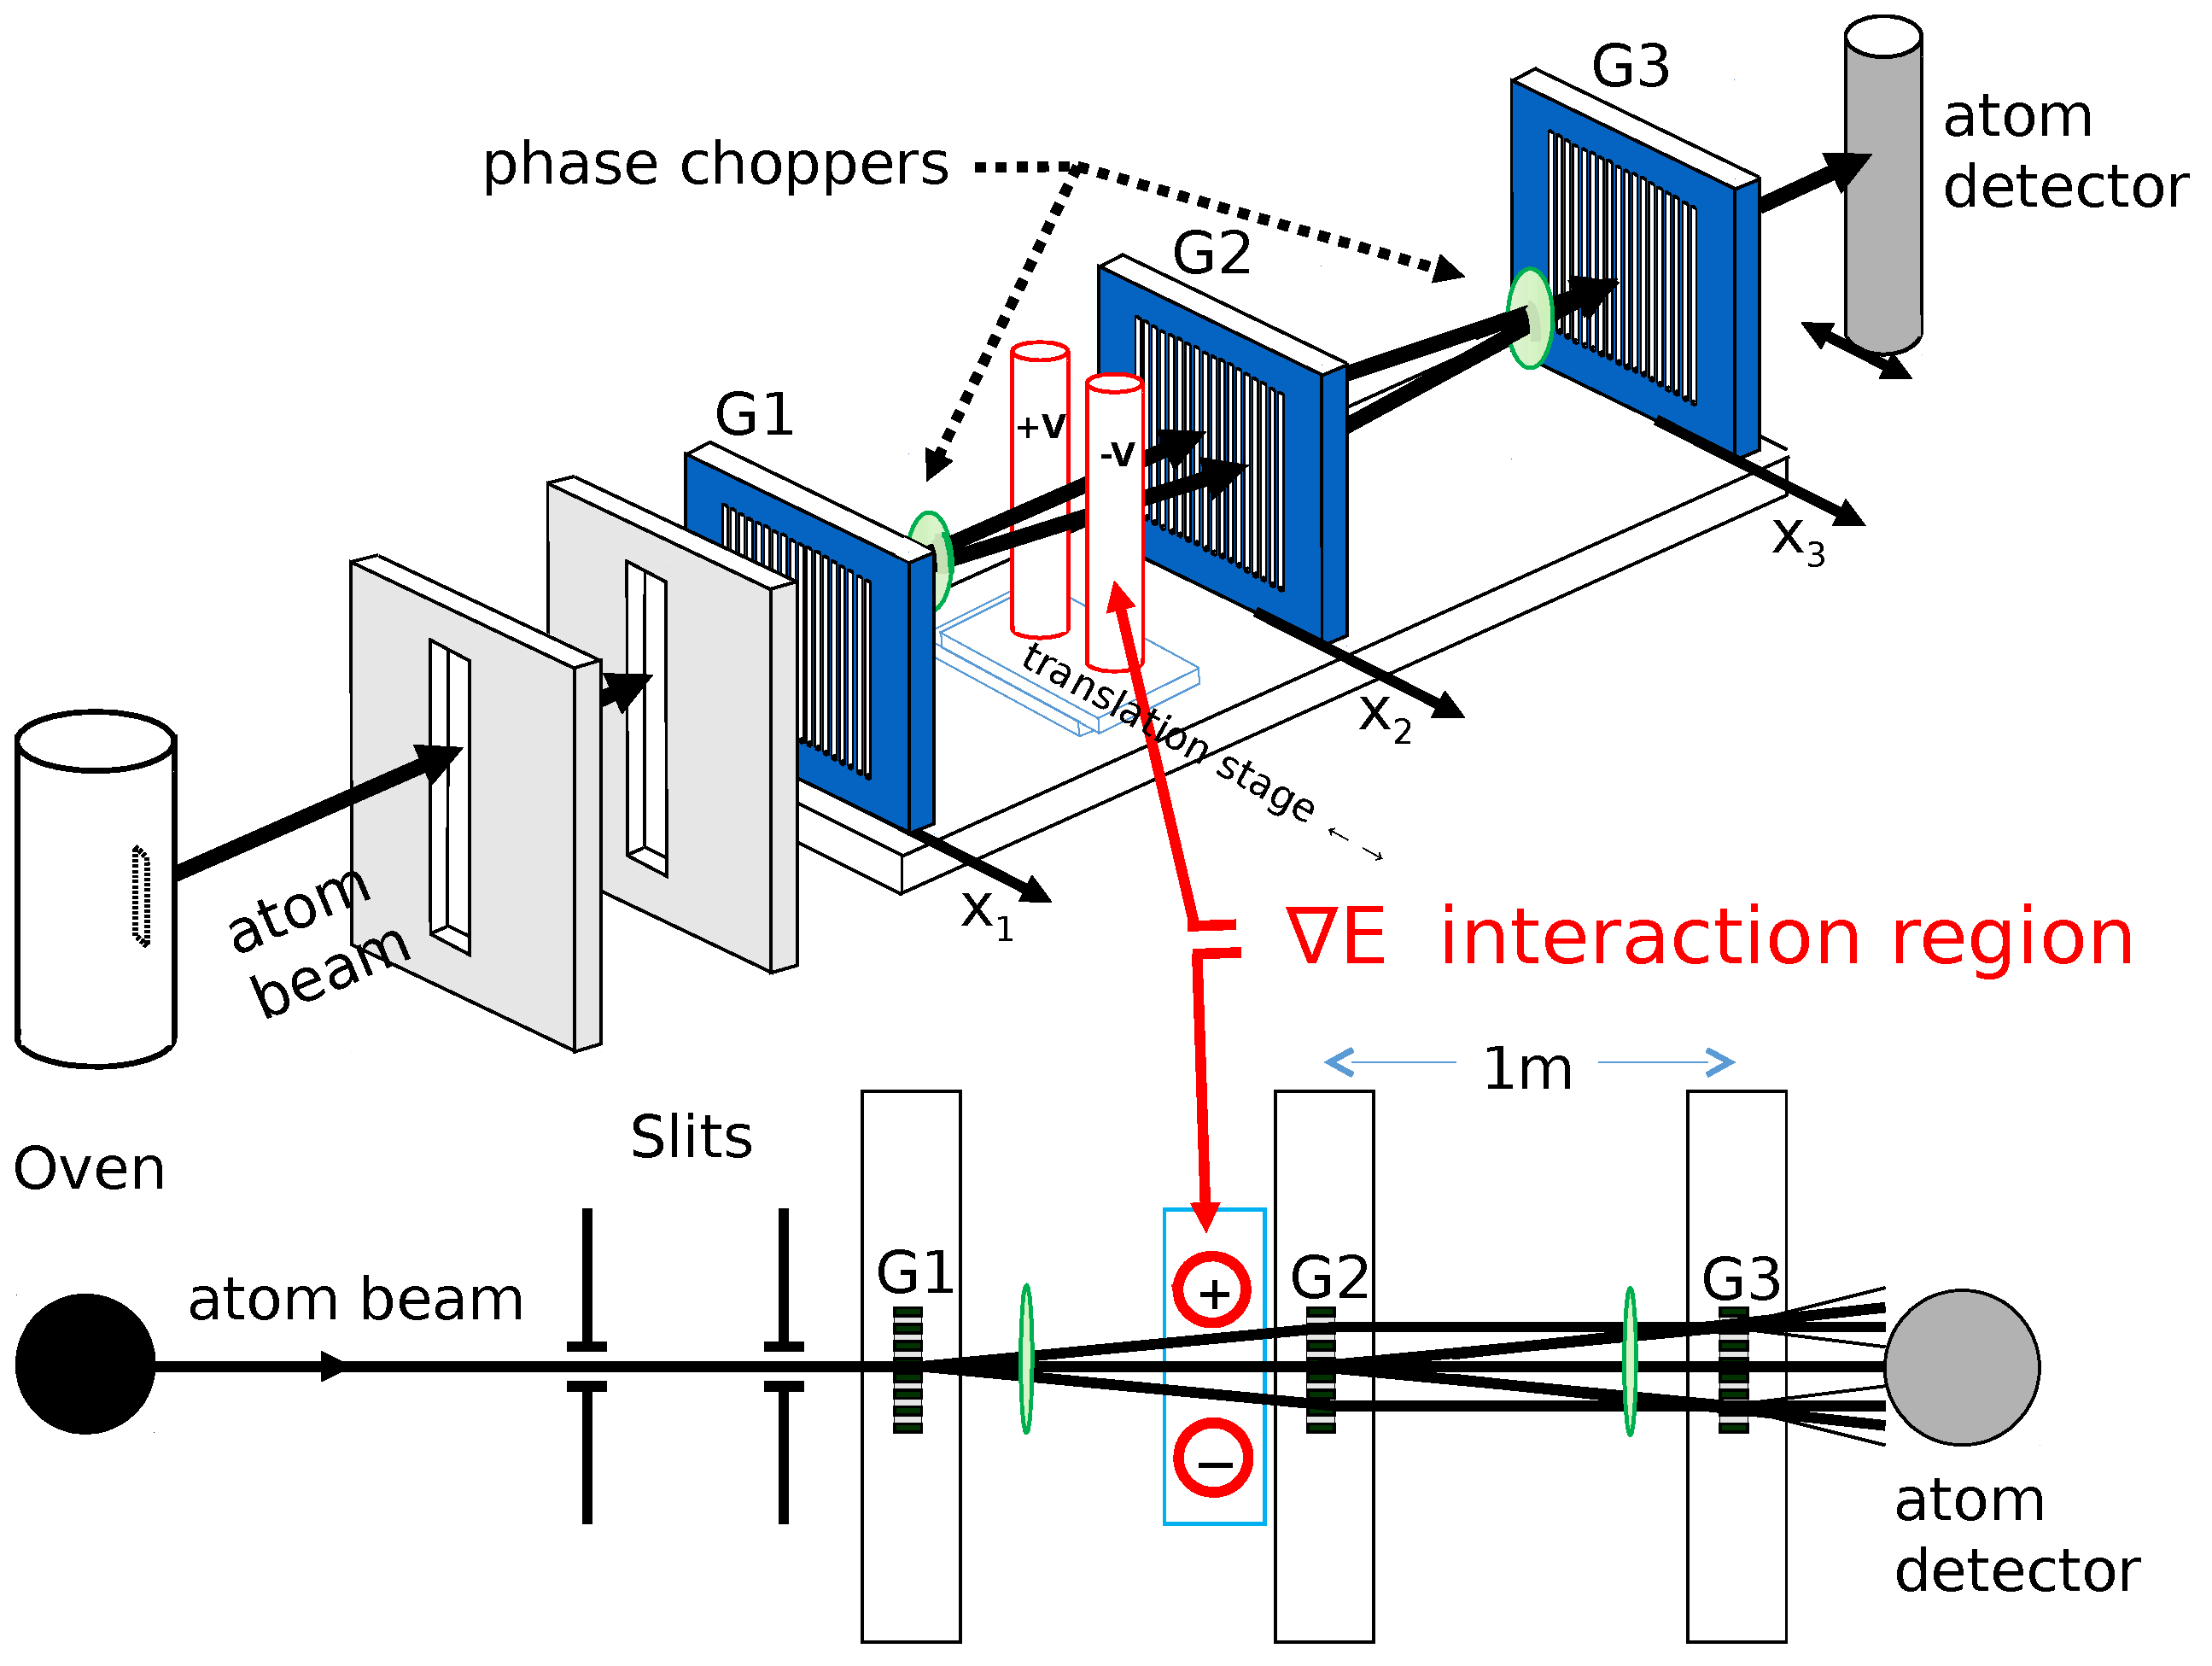 G3
atom
detector
phase choppers
G2
G1
+V
-V
x3
translation stage ← →
x2
atom
beam
x1
∇E interaction region
1m
Slits
Oven
G1
G2
G3
atom beam
+
−
atom
detector